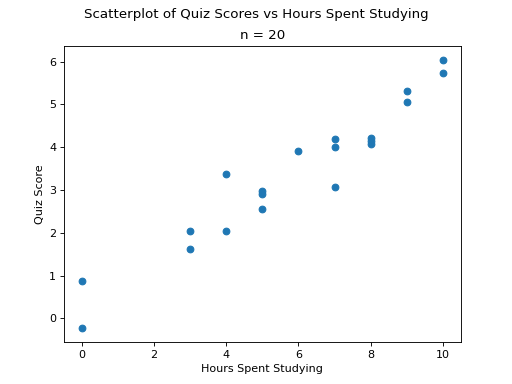 Scatterplot of Quiz Scores vs Hours Spent Studying
n = 20
6
5
4
3
2
1
0
Quiz Score
0 2 4 6 8 10
Hours Spent Studying